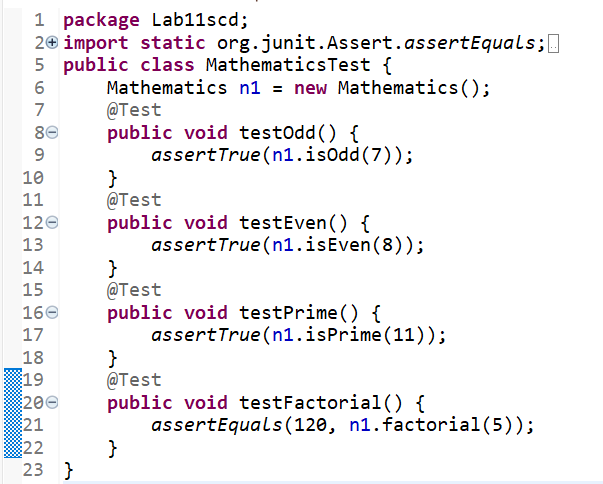 1 package Lab11scd;
2 import static org.junit.Assert.assertEquals;
5 public class MathematicsTest {
6     Mathematics n1 = new Mathematics();
7     @Test
8     public void testOdd() {
9         assertTrue(n1.isOdd(7));
10     }
11     @Test
12     public void testEven() {
13         assertTrue(n1.isEven(8));
14     }
15     @Test
16     public void testPrime() {
17         assertTrue(n1.isPrime(11));
18     }
19     @Test
20     public void testFactorial() {
21         assertEquals(120, n1.factorial(5));
22     }
23 }